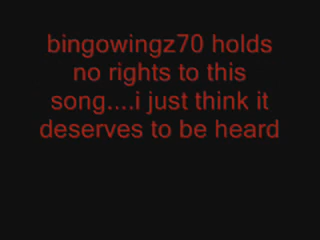 bingowingz70 holds
no rights to this
song....i just think it
deserves to be heard